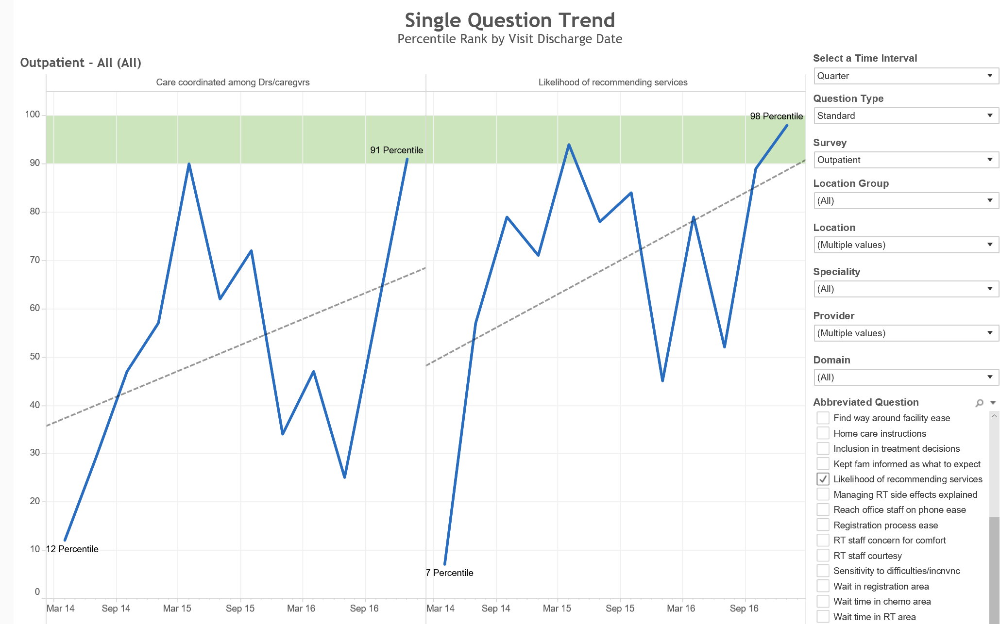 Single Question Trend
Percentile Rank by Visit Discharge Date
Outpatient - All (All)
Care coordinated among Drs/caregvrs
Likelihood of recommending services
100
90
80
70
60
50
40
30
20
10
0
91 Percentile
12 Percentile
98 Percentile
7 Percentile
Mar 14
Sep 14
Mar 15
Sep 15
Mar 16
Sep 16
Mar 14
Sep 14
Mar 15
Sep 15
Mar 16
Sep 16
Select a Time Interval
Quarter
Question Type
Standard
Survey
Outpatient
Location Group
(All)
Location
(Multiple values)
Speciality
(All)
Provider
(Multiple values)
Domain
(All)
Abbreviated Question
Find way around facility ease
Home care instructions
Inclusion in treatment decisions
Kept fam informed as what to expect
Likelihood of recommending services
Managing RT side effects explained
Reach office staff on phone ease
Registration process ease
RT staff concern for comfort
RT staff courtesy
Sensitivity to difficulties/incnvnc
Wait in registration area
Wait time in chemo area
Wait time in RT area